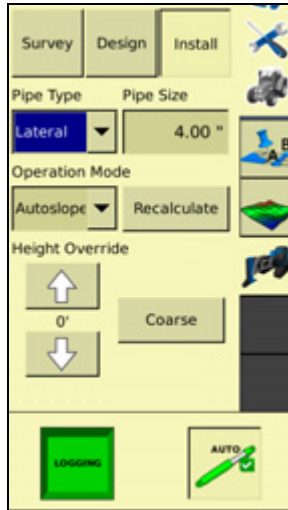 Survey Design Install
Pipe Type Pipe Size
Lateral 4.00 "
Operation Mode
Autoslope Recalculate
Height Override
0'
Coarse
A B
LOGGING AUTO